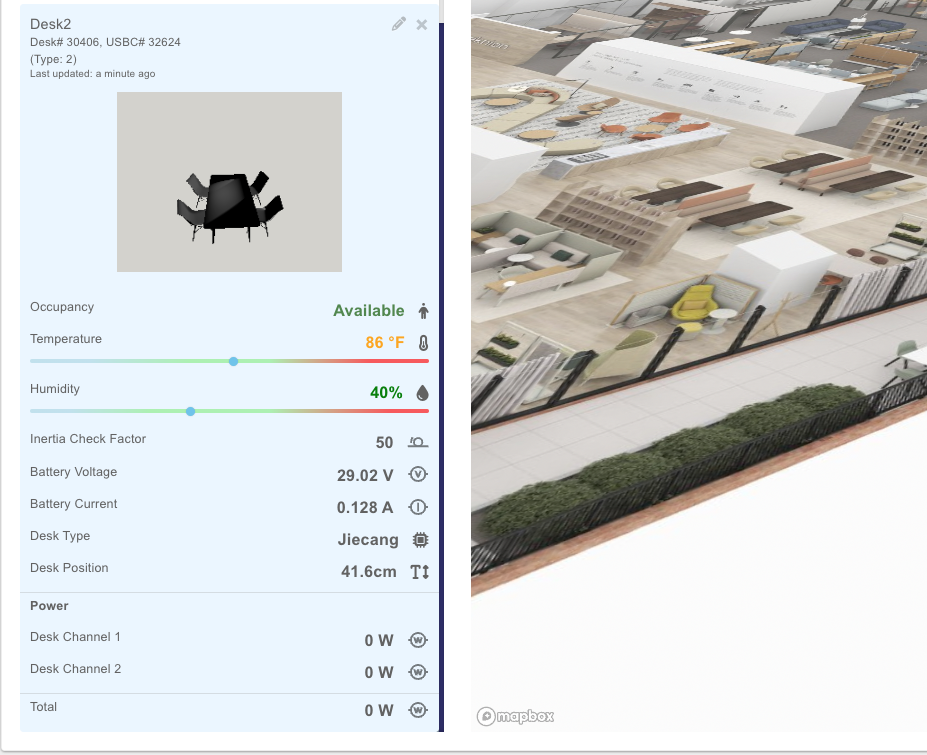 Desk2
Desk# 30406, USBC# 32624
(Type: 2)
Last updated: a minute ago
Occupancy Available
Temperature 86 °F
Humidity 40%
Inertia Check Factor 50
Battery Voltage 29.02 V
Battery Current 0.128 A
Desk Type Jiecang
Desk Position 41.6cm
Power
Desk Channel 1 0 W
Desk Channel 2 0 W
Total 0 W
mapbox